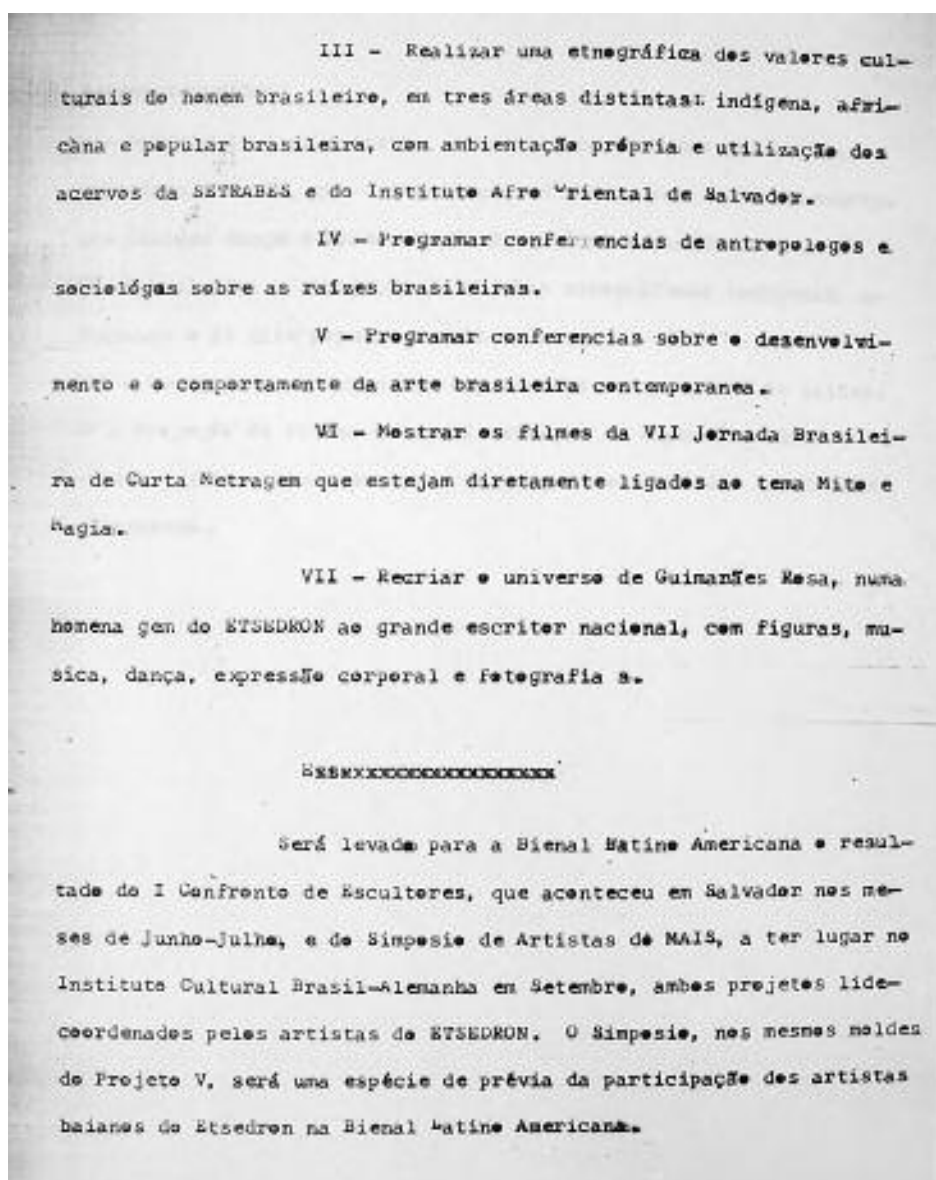 III - Realizar uma etnográfica dos valores cul-
turais do homem brasileiro, em tres áreas distintas: indígena, afri-
càna e popular brasileira, com ambientação própria e utilização dos
acervos da SETRABES e do Institute Afro Oriental de Salvador.
IV - Programar conferrencias de antropologos e
sociológos sobre as raízes brasileiras.
V - Programar conferencias sobre o desenvolvi-
mento e o comportamento da arte brasileira contemporanea.
VI - Mostrar os filmes da VII Jornada Brasilei-
ra de Curta Metragem que estejam diretamente ligados ao tema Mito e
Magia.
VII - Recriar o universo de Guimarães Rosa, numa
homena gem do ETSEDRON ao grande escritor nacional, com figuras, mu-
sica, dança, expressão corporal e fotografia s.
Será levado para a Bienal Latino Americana o resul-
tado do I Confronto de Escultores, que aconteceu em Salvador nos me-
ses de Junho-Julho, e do Simposio de Artistas do MAIS, a ter lugar no
Instituto Cultural Brasil-Alemanha em Setembro, ambos projetos lide-
coordenados pelos artistas do ETSEDRON. O Simposio, nos mesmos moldes
do Projeto V, será uma espécie de prévia da participação dos artistas
baianos do Etsedron na Bienal Latino Americana.